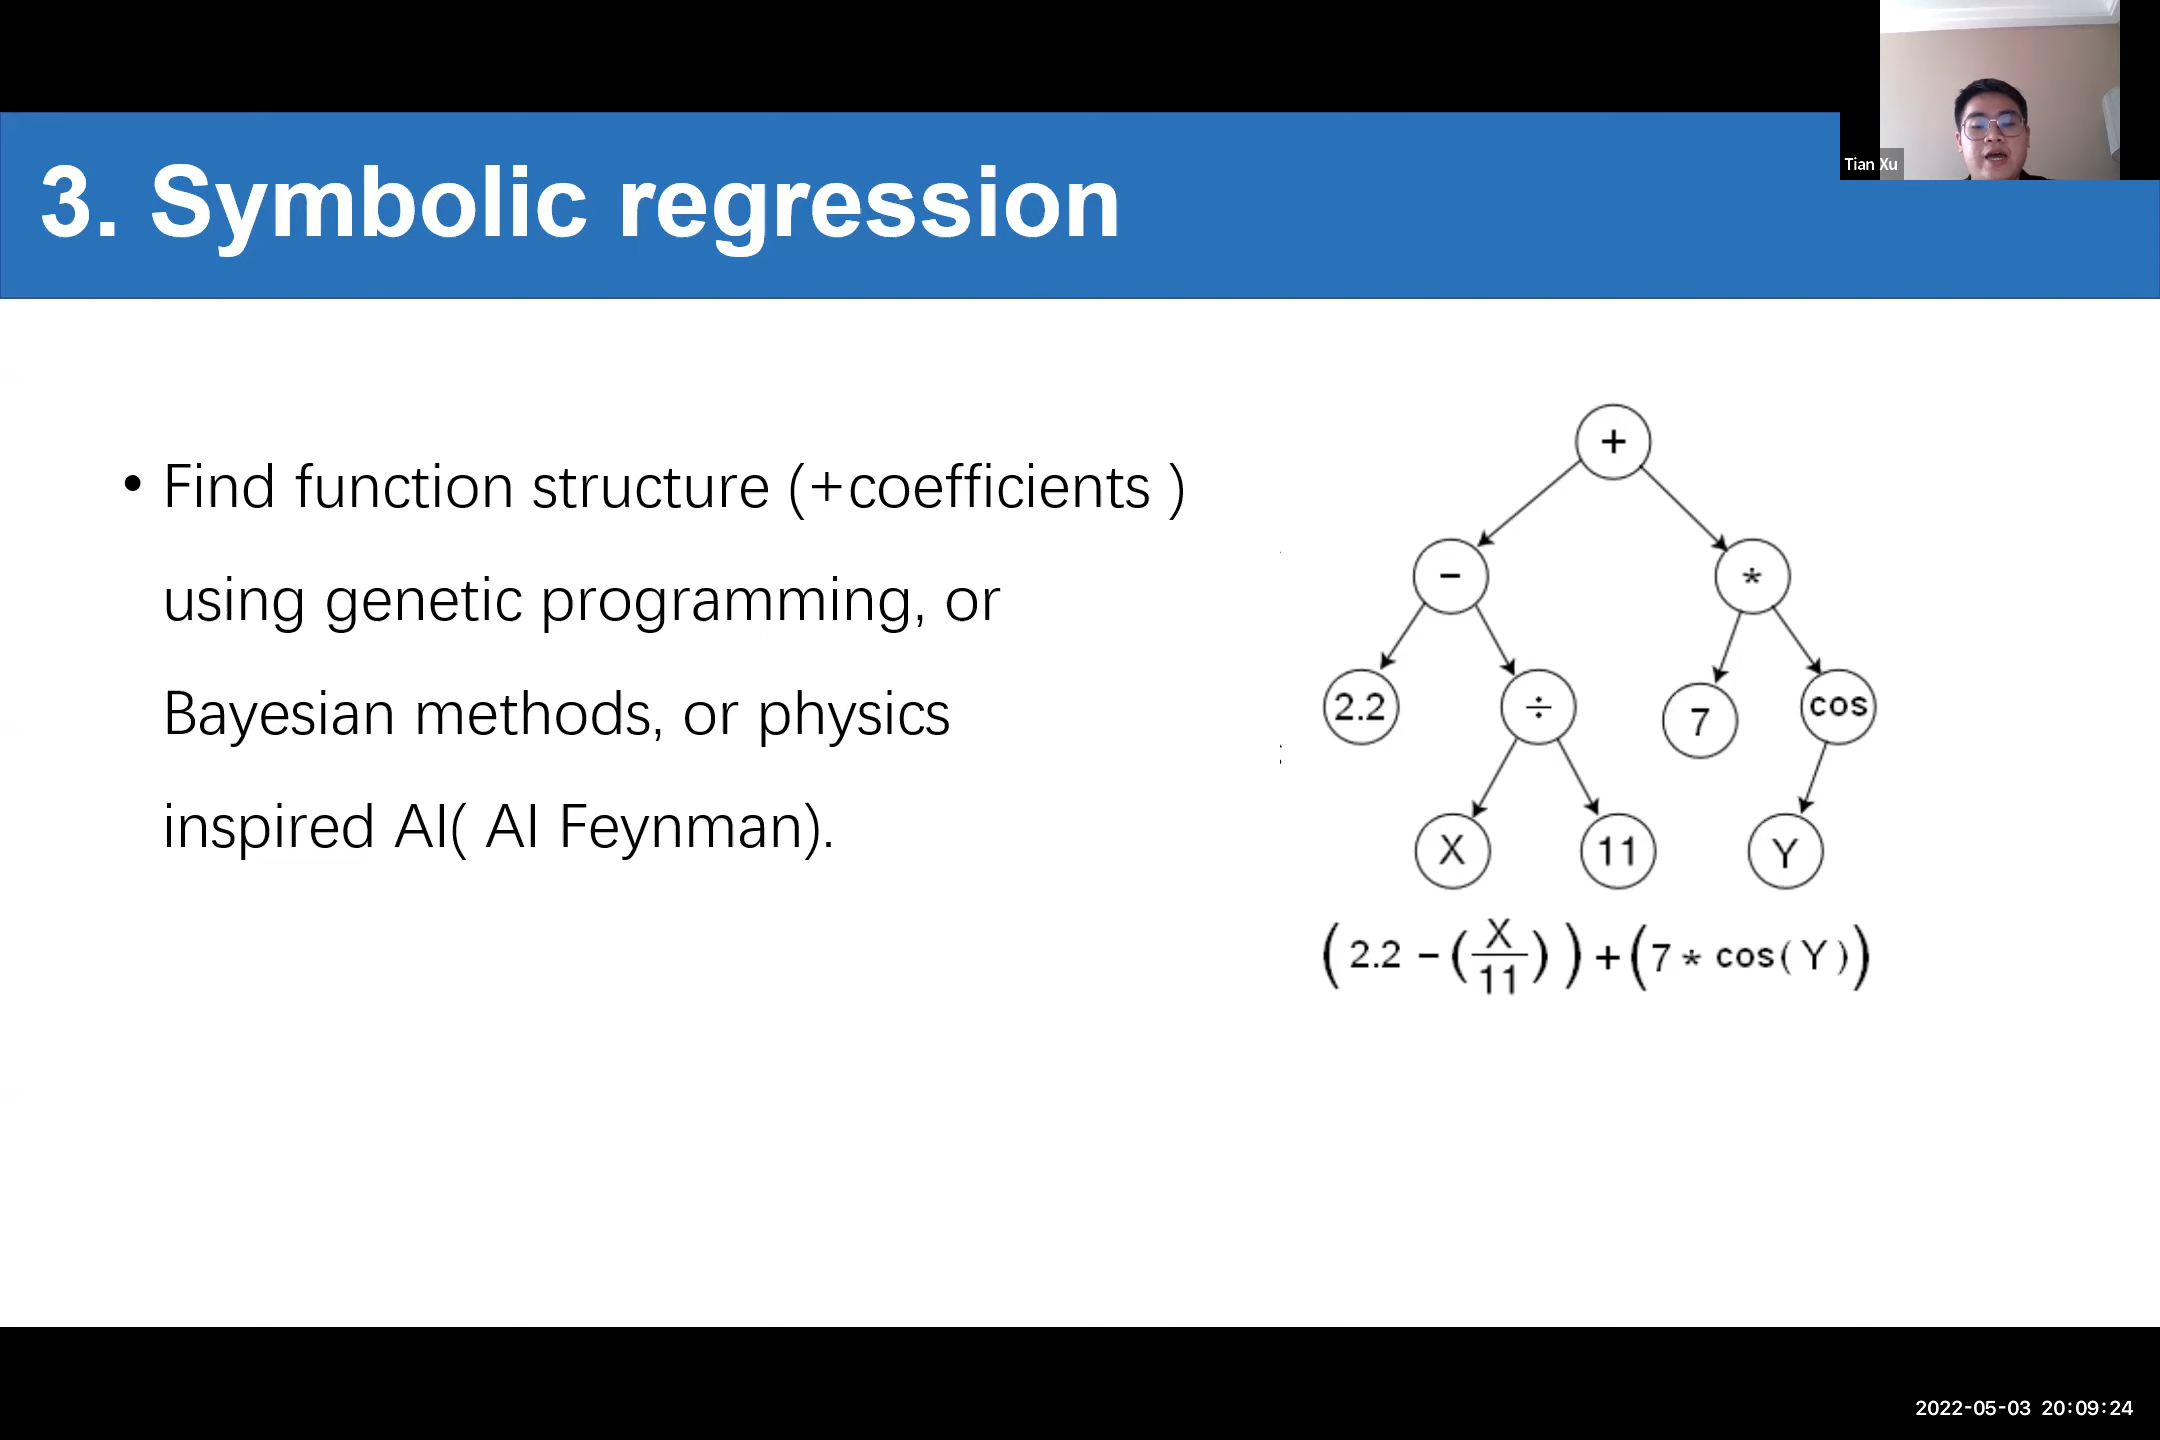 Tian Xu
3. Symbolic regression
• Find function structure (+coefficients )
using genetic programming, or
Bayesian methods, or physics
inspired AI( AI Feynman).
+
− *
2.2 ÷ 7 cos
X 11 Y
(2.2 − (X/11)) + (7 * cos(Y))
2022-05-03 20:09:24